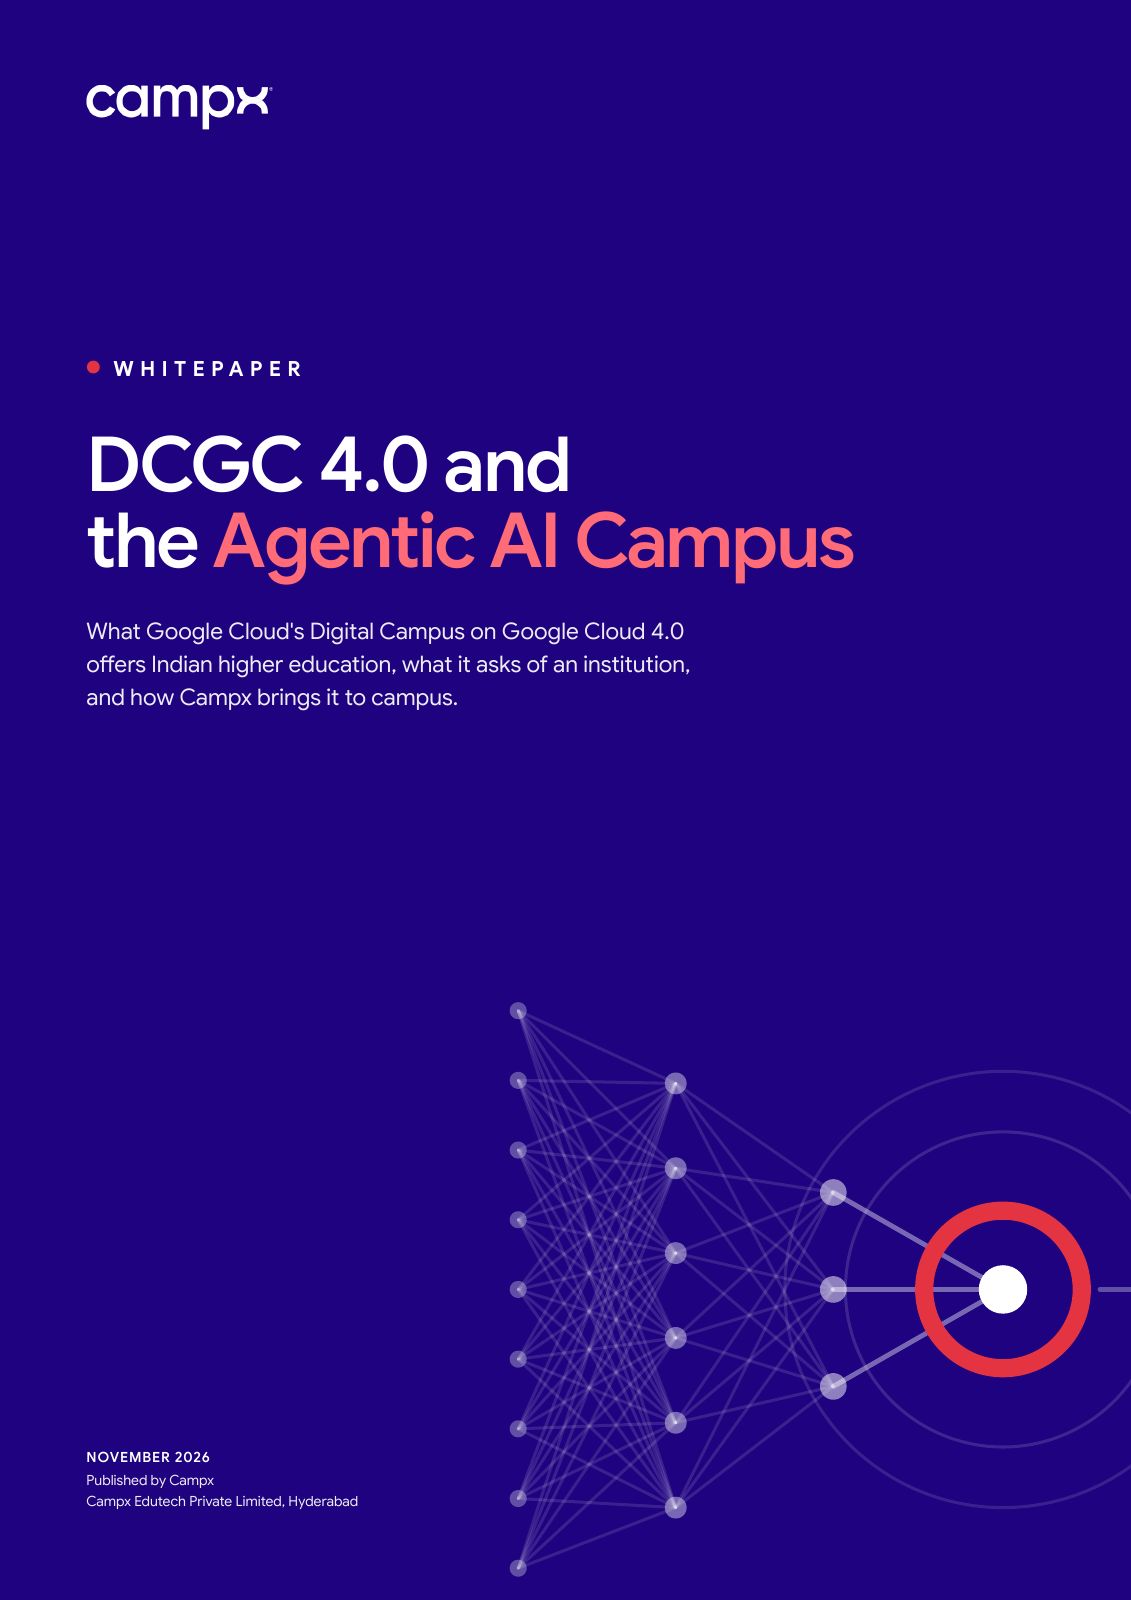 campx
WHITEPAPER
DCGC 4.0 and
the Agentic AI Campus
What Google Cloud's Digital Campus on Google Cloud 4.0
offers Indian higher education, what it asks of an institution,
and how Campx brings it to campus.
NOVEMBER 2026
Published by Campx
Campx Edutech Private Limited, Hyderabad